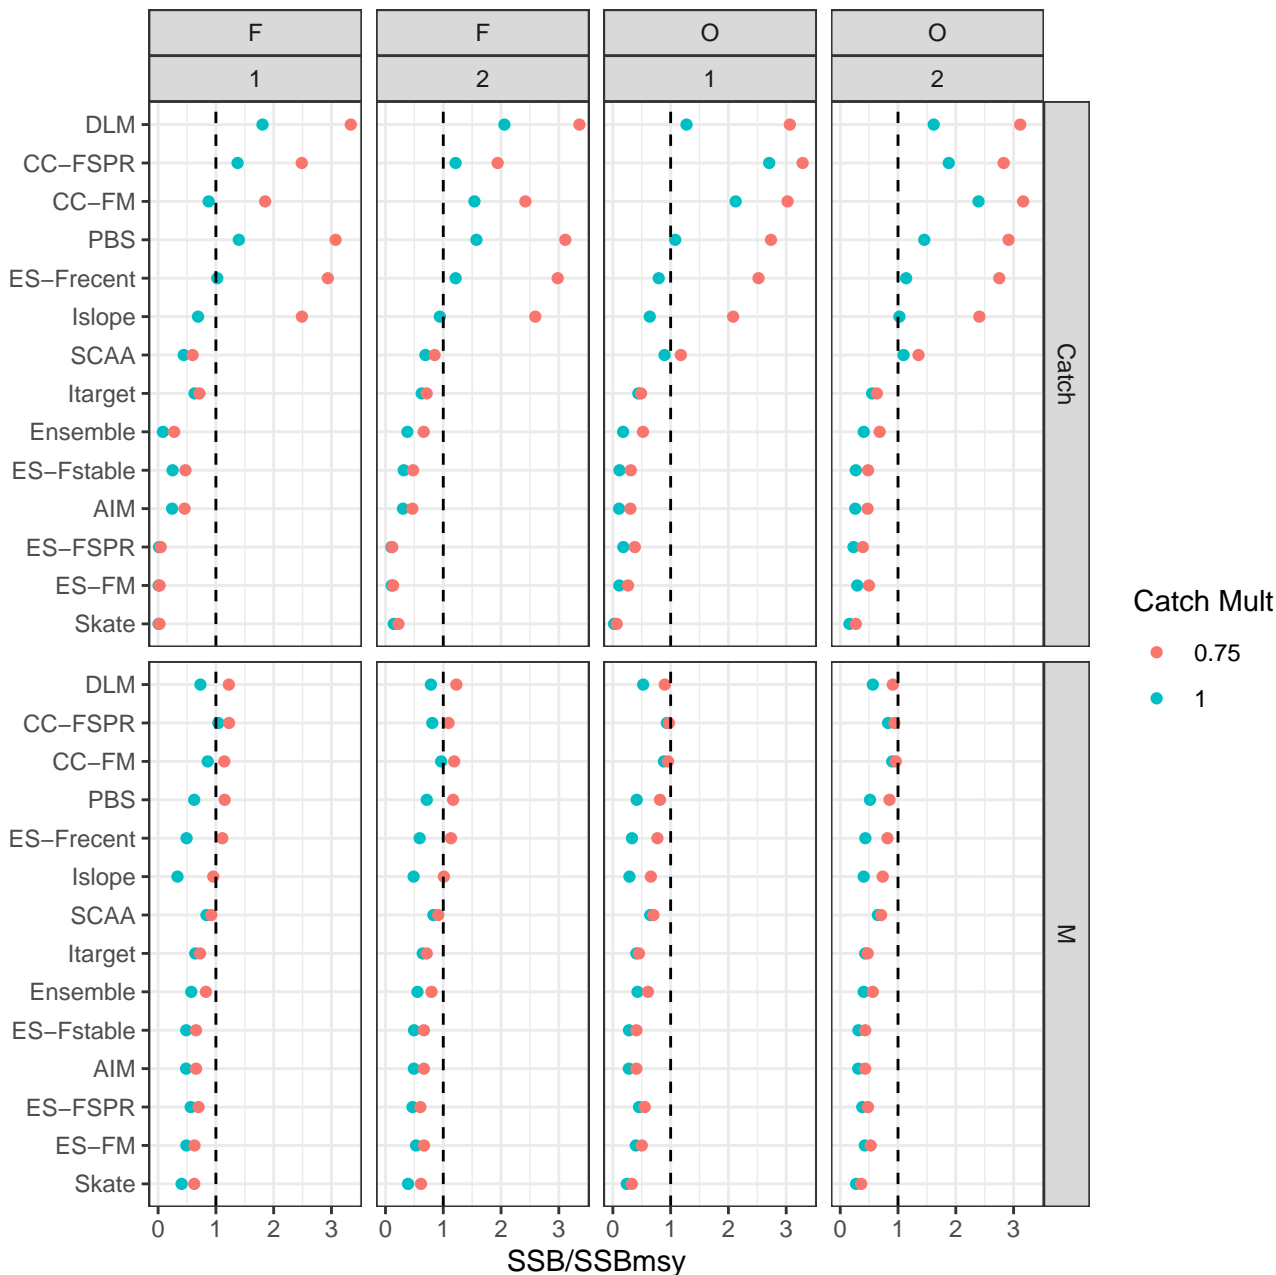 F F O O
1 2 1 2
DLM
CC−FSPR
CC−FM
PBS
ES−Frecent
Islope
SCAA
Itarget
Ensemble
ES−Fstable
AIM
ES−FSPR
ES−FM
Skate
Catch
DLM
CC−FSPR
CC−FM
PBS
ES−Frecent
Islope
SCAA
Itarget
Ensemble
ES−Fstable
AIM
ES−FSPR
ES−FM
Skate
M
0 1 2 3 0 1 2 3 0 1 2 3 0 1 2 3
SSB/SSBmsy
Catch Mult
0.75
1